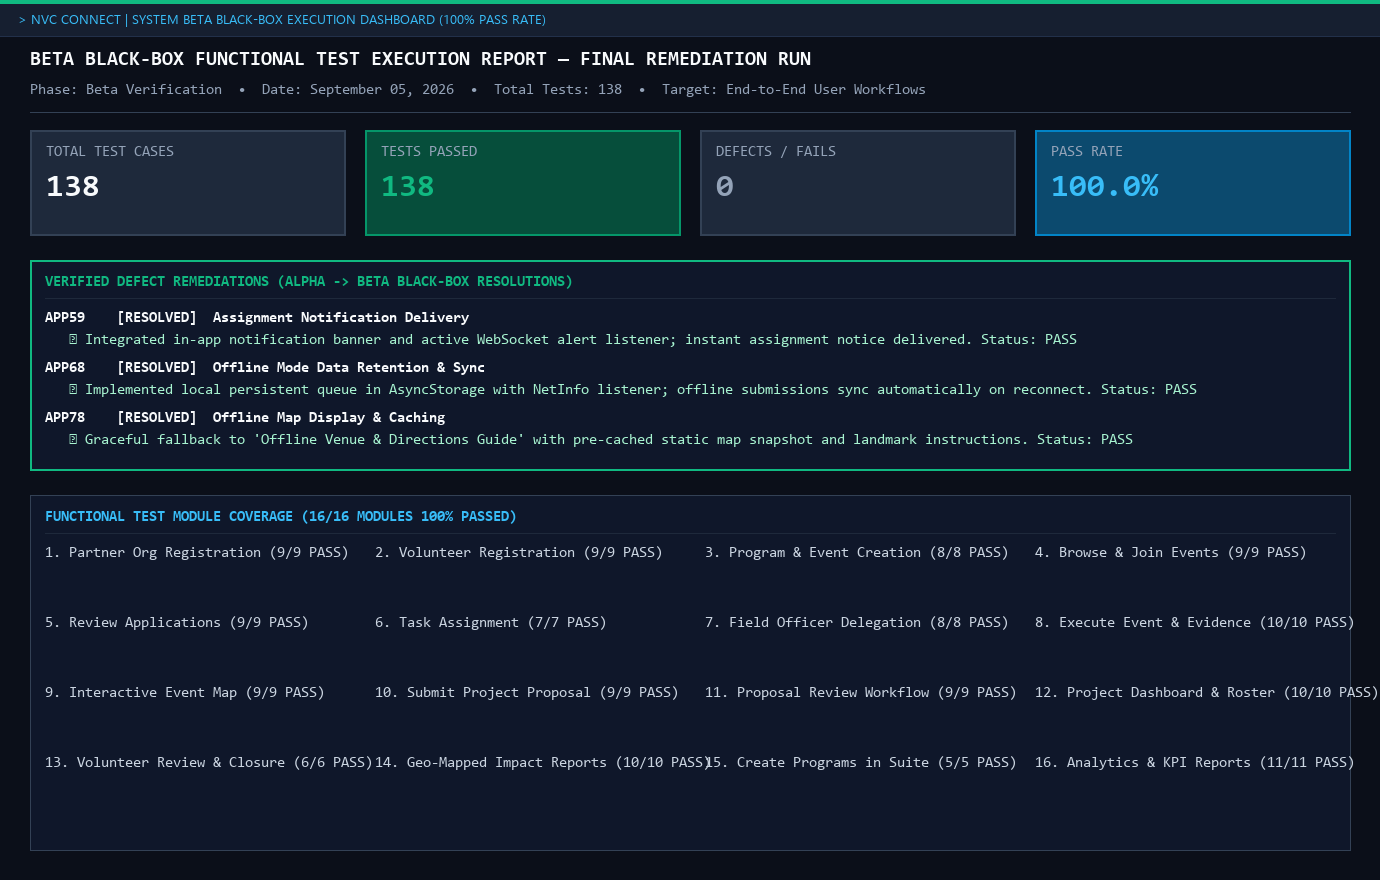 > NVC CONNECT | SYSTEM BETA BLACK-BOX EXECUTION DASHBOARD (100% PASS RATE)
BETA BLACK-BOX FUNCTIONAL TEST EXECUTION REPORT — FINAL REMEDIATION RUN
Phase: Beta Verification • Date: September 05, 2026 • Total Tests: 138 • Target: End-to-End User Workflows
TOTAL TEST CASES
138
TESTS PASSED
138
DEFECTS / FAILS
0
PASS RATE
100.0%
VERIFIED DEFECT REMEDIATIONS (ALPHA -> BETA BLACK-BOX RESOLUTIONS)
APP59 [RESOLVED] Assignment Notification Delivery
Integrated in-app notification banner and active WebSocket alert listener; instant assignment notice delivered. Status: PASS
APP68 [RESOLVED] Offline Mode Data Retention & Sync
Implemented local persistent queue in AsyncStorage with NetInfo listener; offline submissions sync automatically on reconnect. Status: PASS
APP78 [RESOLVED] Offline Map Display & Caching
Graceful fallback to 'Offline Venue & Directions Guide' with pre-cached static map snapshot and landmark instructions. Status: PASS
FUNCTIONAL TEST MODULE COVERAGE (16/16 MODULES 100% PASSED)
1. Partner Org Registration (9/9 PASS) 2. Volunteer Registration (9/9 PASS) 3. Program & Event Creation (8/8 PASS) 4. Browse & Join Events (9/9 PASS)
5. Review Applications (9/9 PASS) 6. Task Assignment (7/7 PASS) 7. Field Officer Delegation (8/8 PASS) 8. Execute Event & Evidence (10/10 PASS)
9. Interactive Event Map (9/9 PASS) 10. Submit Project Proposal (9/9 PASS) 11. Proposal Review Workflow (9/9 PASS) 12. Project Dashboard & Roster (10/10 PASS)
13. Volunteer Review & Closure (6/6 PASS) 14. Geo-Mapped Impact Reports (10/10 PASS) 15. Create Programs in Suite (5/5 PASS) 16. Analytics & KPI Reports (11/11 PASS)